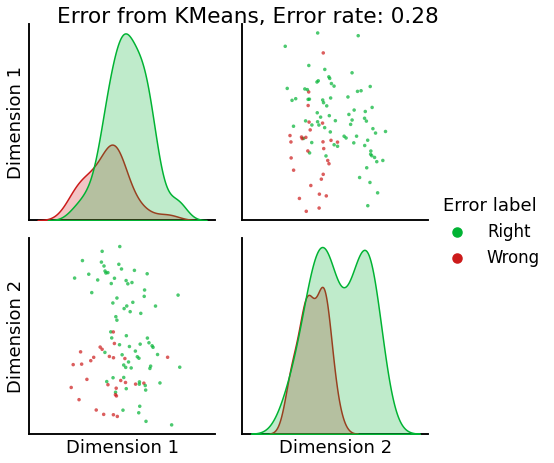 Error from KMeans, Error rate: 0.28
Dimension 1
Error label
Right
Wrong
Dimension 2
Dimension 1
Dimension 2